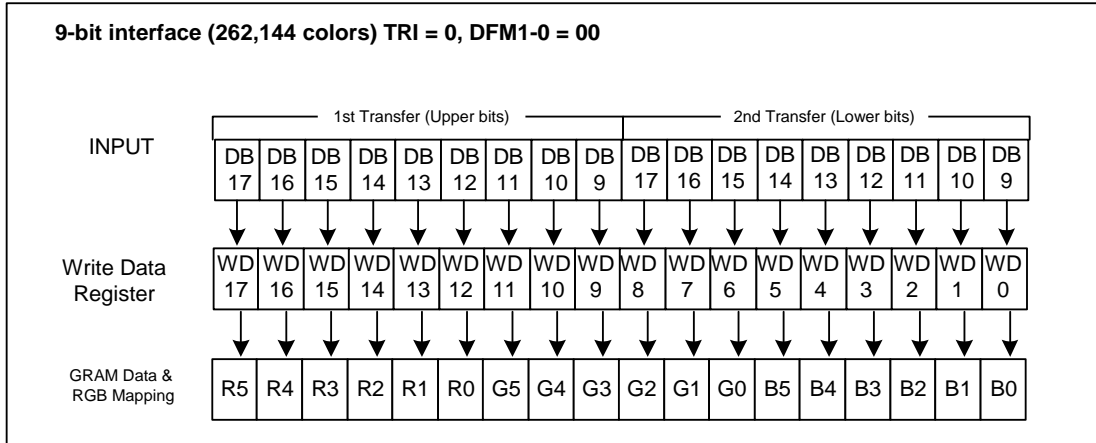 9-bit interface (262,144 colors) TRI = 0, DFM1-0 = 00
1st Transfer (Upper bits) 2nd Transfer (Lower bits)
INPUT
DB DB DB DB DB DB DB DB DB DB DB DB DB DB DB DB DB DB
17 16 15 14 13 12 11 10 9 17 16 15 14 13 12 11 10 9
Write Data
Register
WD WD WD WD WD WD WD WD WD WD WD WD WD WD WD WD WD WD
17 16 15 14 13 12 11 10 9 8 7 6 5 4 3 2 1 0
GRAM Data &
RGB Mapping
R5 R4 R3 R2 R1 R0 G5 G4 G3 G2 G1 G0 B5 B4 B3 B2 B1 B0